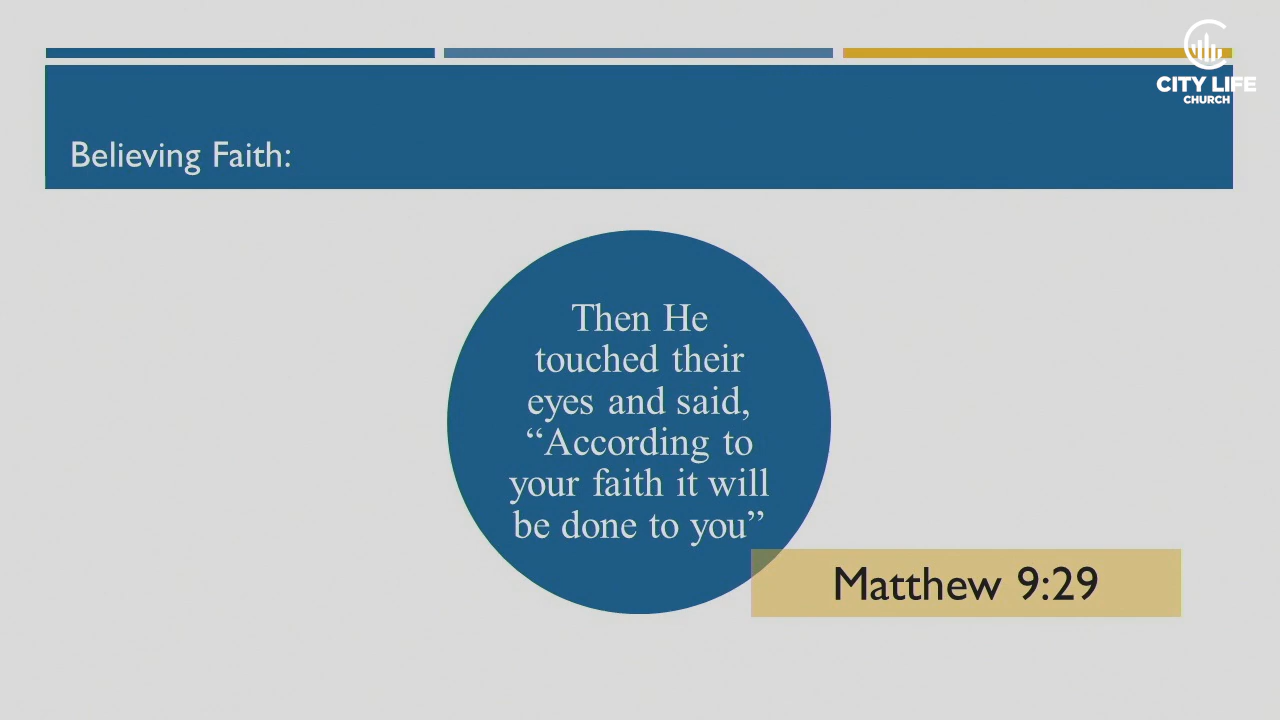 CITY LIFE
CHURCH
Believing Faith:
Then He
touched their
eyes and said,
“According to
your faith it will
be done to you”
Matthew 9:29